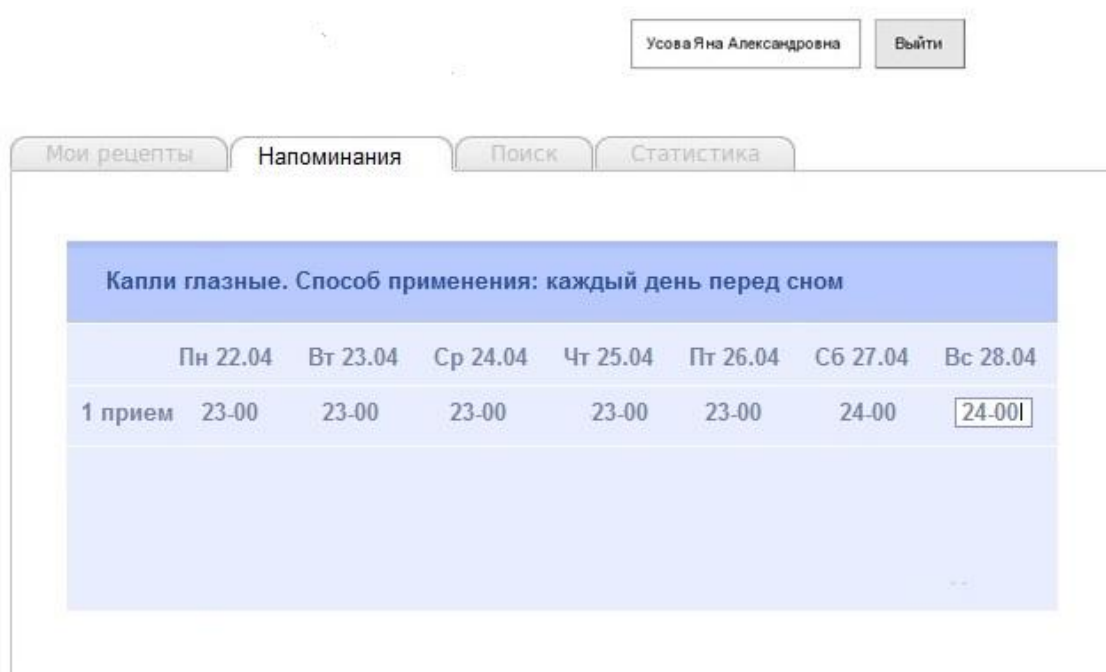 Усова Яна Александровна Выйти
Мои рецепты Напоминания Поиск Статистика
Капли глазные. Способ применения: каждый день перед сном
Пн 22.04 Вт 23.04 Ср 24.04 Чт 25.04 Пт 26.04 Сб 27.04 Вс 28.04
1 прием 23-00 23-00 23-00 23-00 23-00 24-00 24-00